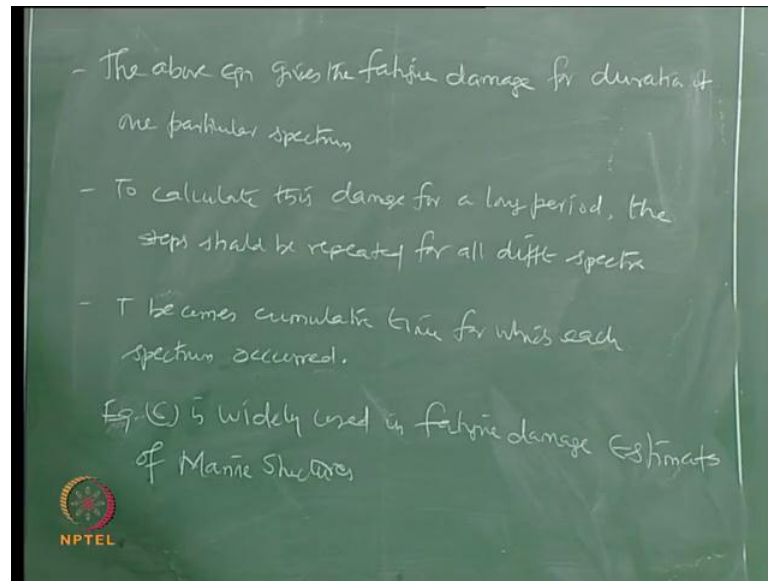 - The above eqn gives the fatigue damage for duration of
one particular spectrum
- To calculate this damage for a long period, the
steps should be repeated for all difft spectra
- T becomes cumulative time for which each
spectrum occurred.
Eq. (6) is widely used in fatigue damage Estimates
of Marine Structures
NPTEL